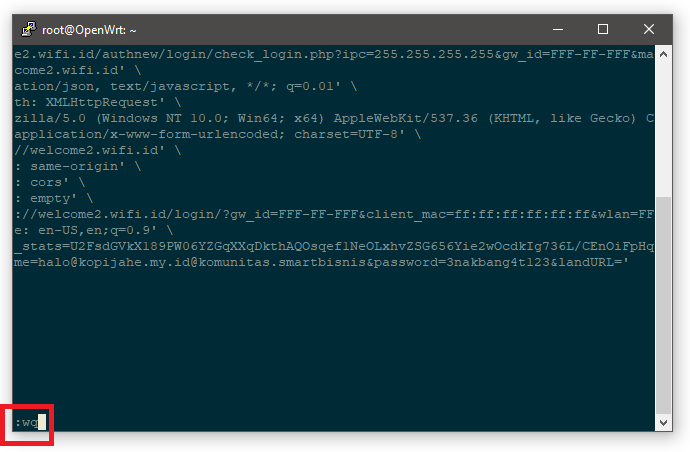 root@OpenWrt: ~
e2.wifi.id/authnew/login/check_login.php?ipc=255.255.255.255&gw_id=FFF-FF-FFF&ma
come2.wifi.id' \
ation/json, text/javascript, */*; q=0.01' \
th: XMLHttpRequest' \
zilla/5.0 (Windows NT 10.0; Win64; x64) AppleWebKit/537.36 (KHTML, like Gecko) C
application/x-www-form-urlencoded; charset=UTF-8' \
//welcome2.wifi.id' \
: same-origin' \
: cors' \
: empty' \
://welcome2.wifi.id/login/?gw_id=FFF-FF-FFF&client_mac=ff:ff:ff:ff:ff:ff&wlan=FF
e: en-US,en;q=0.9' \
_stats=U2FsdGVkX189PW06YZGqXXqDkthAQOsqef1NeOLxhvZSG656Yie2wOcdkIg736L/CEnOiFpHq
me=halo@kopijahe.my.id@komunitas.smartbisnis&password=3nakbang4t123&landURL='
:wq